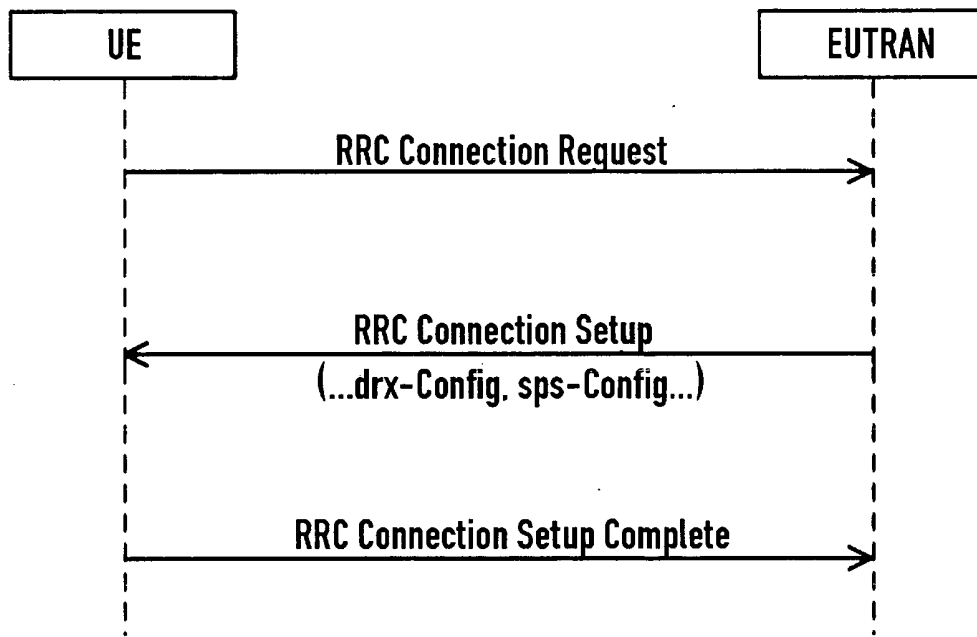 UE
EUTRAN
RRC Connection Request
RRC Connection Setup
(...drx-Config, sps-Config...)
RRC Connection Setup Complete